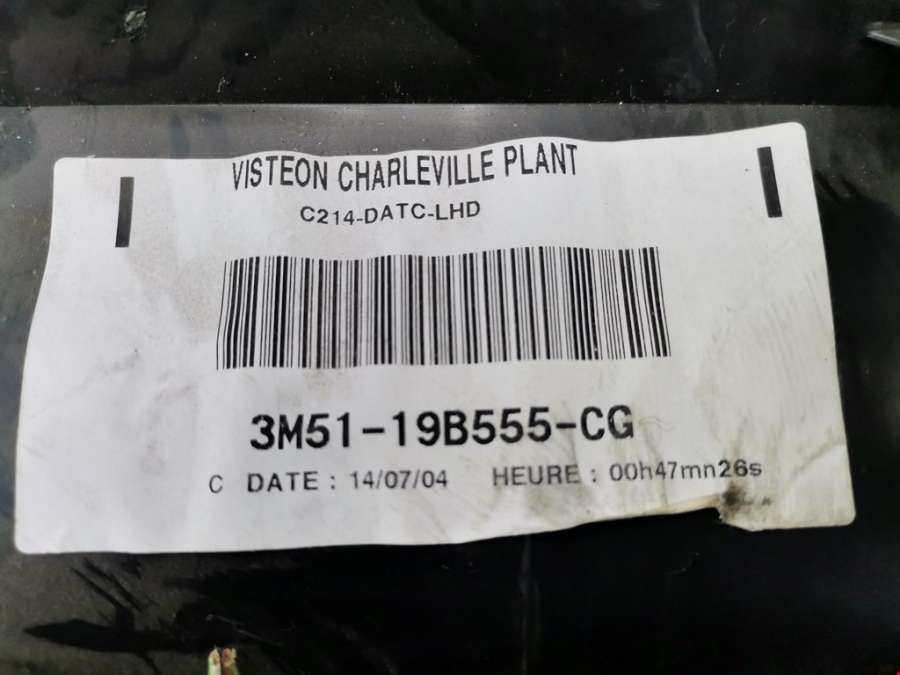 VISTEON CHARLEVILLE PLANT
C214-DATC-LHD
3M51-19B555-CG
C DATE : 14/07/04 HEURE : 00h47mn26s